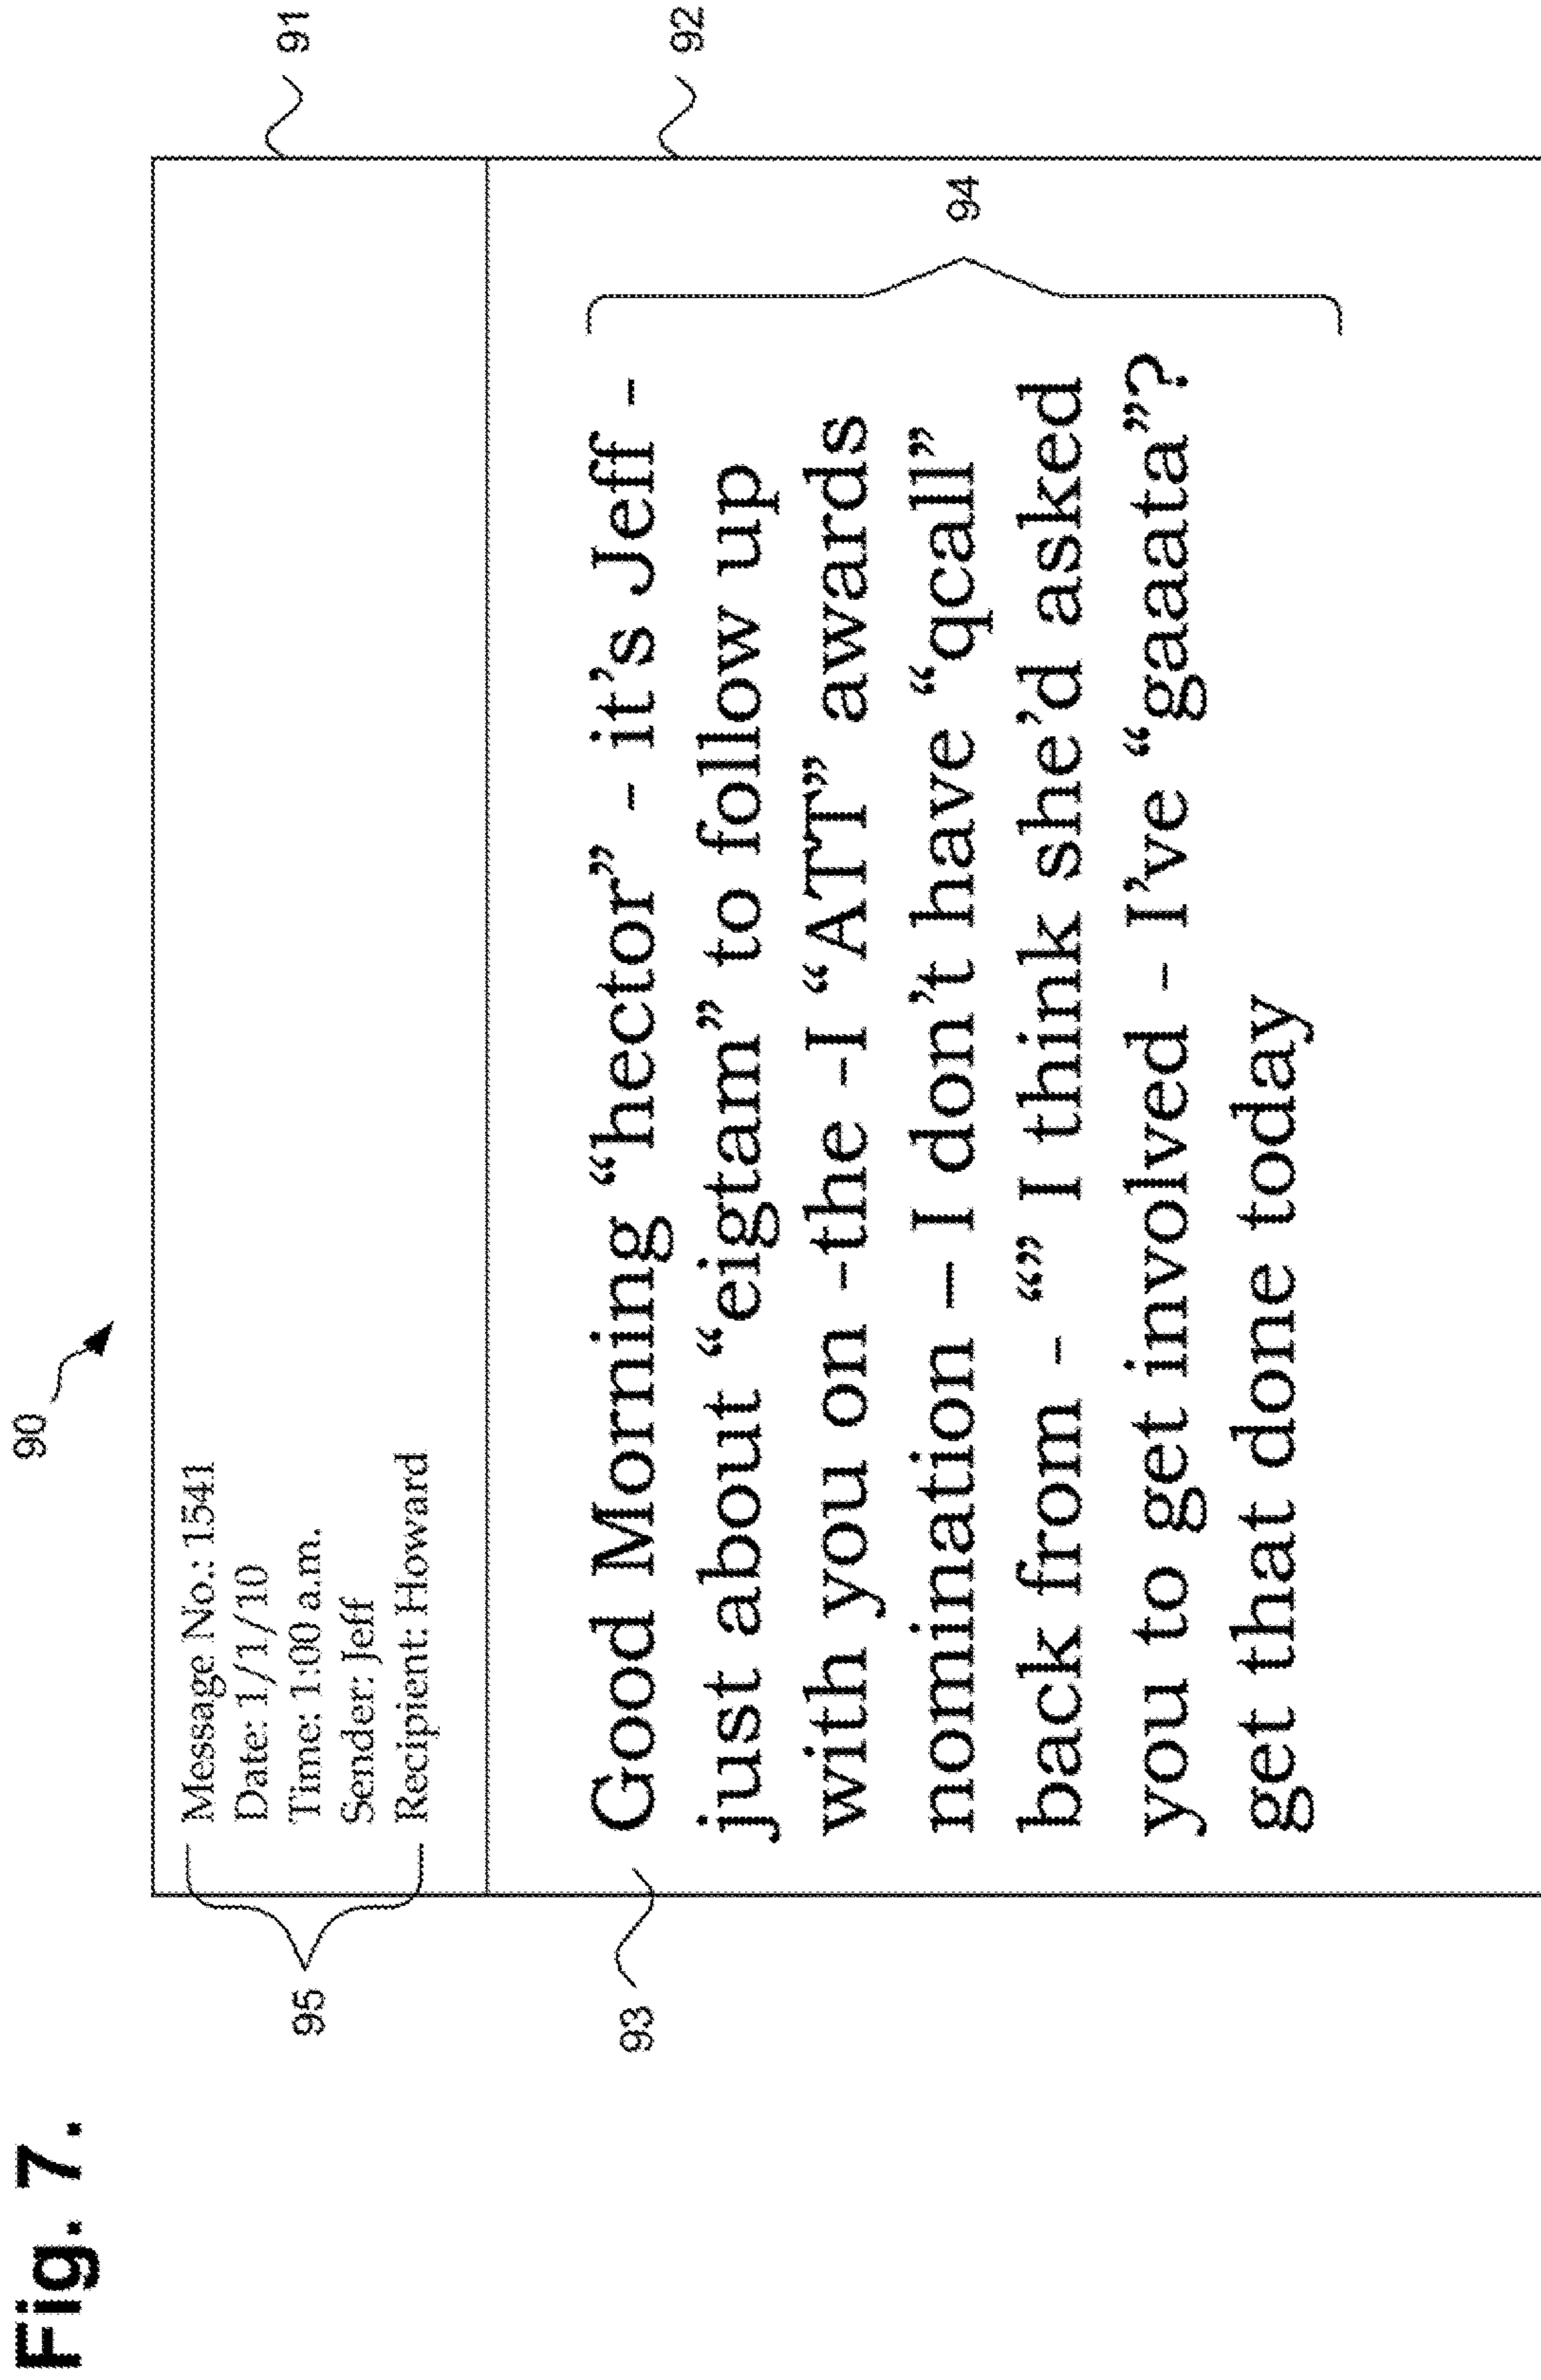 Fig. 7.
90
91
92
95
Message No.: 1541
Date: 1/1/10
Time: 1:00 a.m.
Sender: Jeff
Recipient: Howard
93
94
Good Morning “hector” - it’s Jeff -
just about “eigtam” to follow up
with you on -the -I “ATT” awards
nomination – I don’t have “qcall”
back from - “” I think she’d asked
you to get involved - I’ve “gaaata”?
get that done today